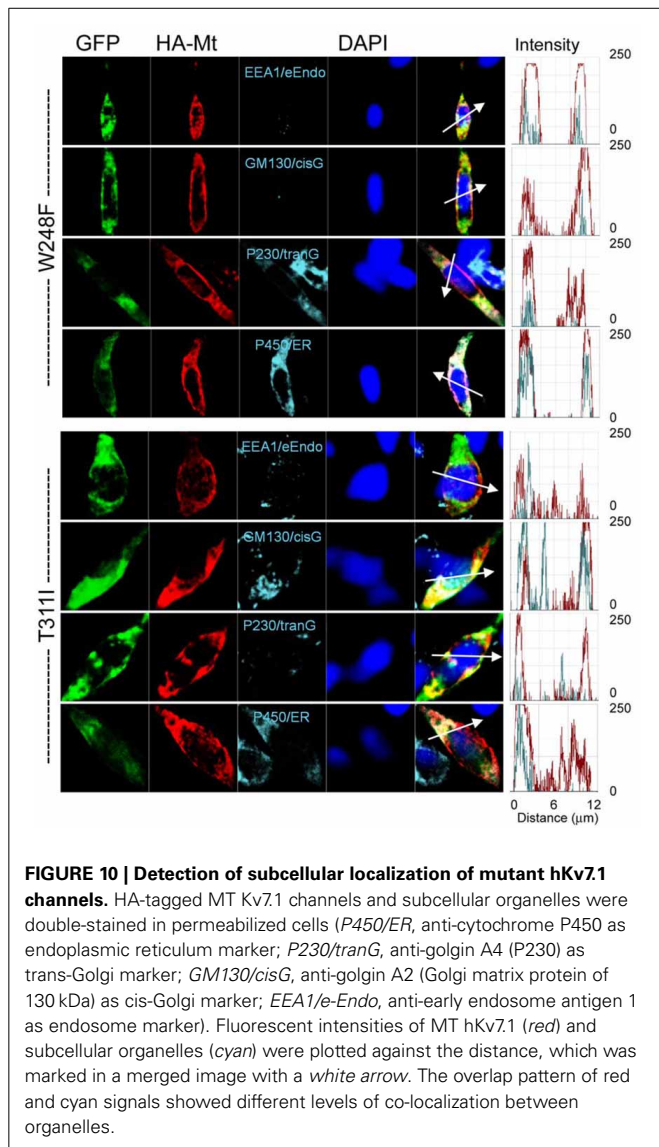 GFP HA-Mt DAPI Intensity
EEA1/eEndo 250
0
W248F GM130/cisG 250
0
P230/tranG 250
0
P450/ER 250
0
T311I EEA1/eEndo 250
0
GM130/cisG 250
0
P230/tranG 250
0
P450/ER 250
0
0 6 12
Distance (μm)
FIGURE 10 | Detection of subcellular localization of mutant hKv7.1
channels. HA-tagged MT Kv7.1 channels and subcellular organelles were
double-stained in permeabilized cells (P450/ER, anti-cytochrome P450 as
endoplasmic reticulum marker; P230/tranG, anti-golgin A4 (P230) as
trans-Golgi marker; GM130/cisG, anti-golgin A2 (Golgi matrix protein of
130 kDa) as cis-Golgi marker; EEA1/e-Endo, anti-early endosome antigen 1
as endosome marker). Fluorescent intensities of MT hKv7.1 (red) and
subcellular organelles (cyan) were plotted against the distance, which was
marked in a merged image with a white arrow. The overlap pattern of red
and cyan signals showed different levels of co-localization between
organelles.